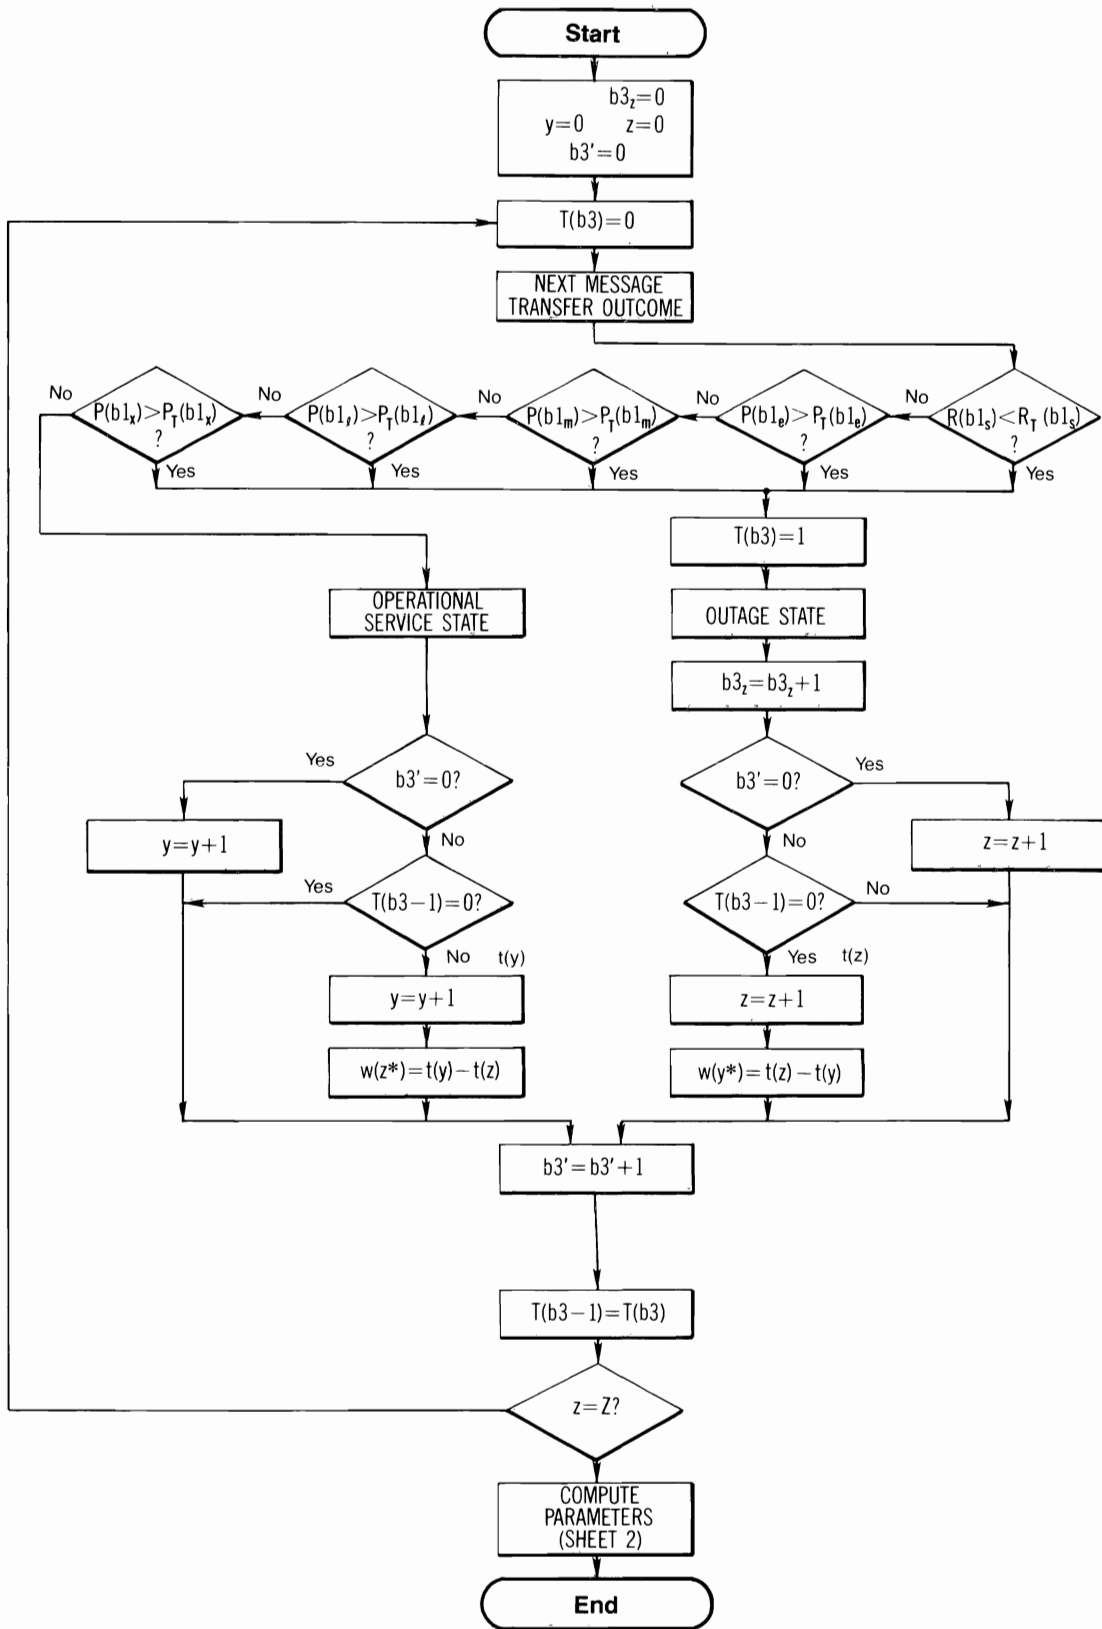 Start
b3z=0
y=0 z=0
b3'=0
T(b3)=0
NEXT MESSAGE
TRANSFER OUTCOME
No
P(b1x)>PT(b1x)
?
Yes
No
P(b1f)>PT(b1f)
?
Yes
No
P(b1m)>PT(b1m)
?
Yes
No
P(b1e)>PT(b1e)
?
Yes
No
R(b1s)<RT(b1s)
?
Yes
T(b3)=1
OPERATIONAL
SERVICE STATE
OUTAGE STATE
b3z=b3z+1
Yes
b3'=0?
No
b3'=0?
Yes
No
y=y+1
z=z+1
Yes
T(b3−1)=0?
No t(y)
T(b3−1)=0?
No
Yes t(z)
y=y+1
z=z+1
w(z*)=t(y)−t(z)
w(y*)=t(z)−t(y)
b3'=b3'+1
T(b3−1)=T(b3)
z=Z?
COMPUTE
PARAMETERS
(SHEET 2)
End